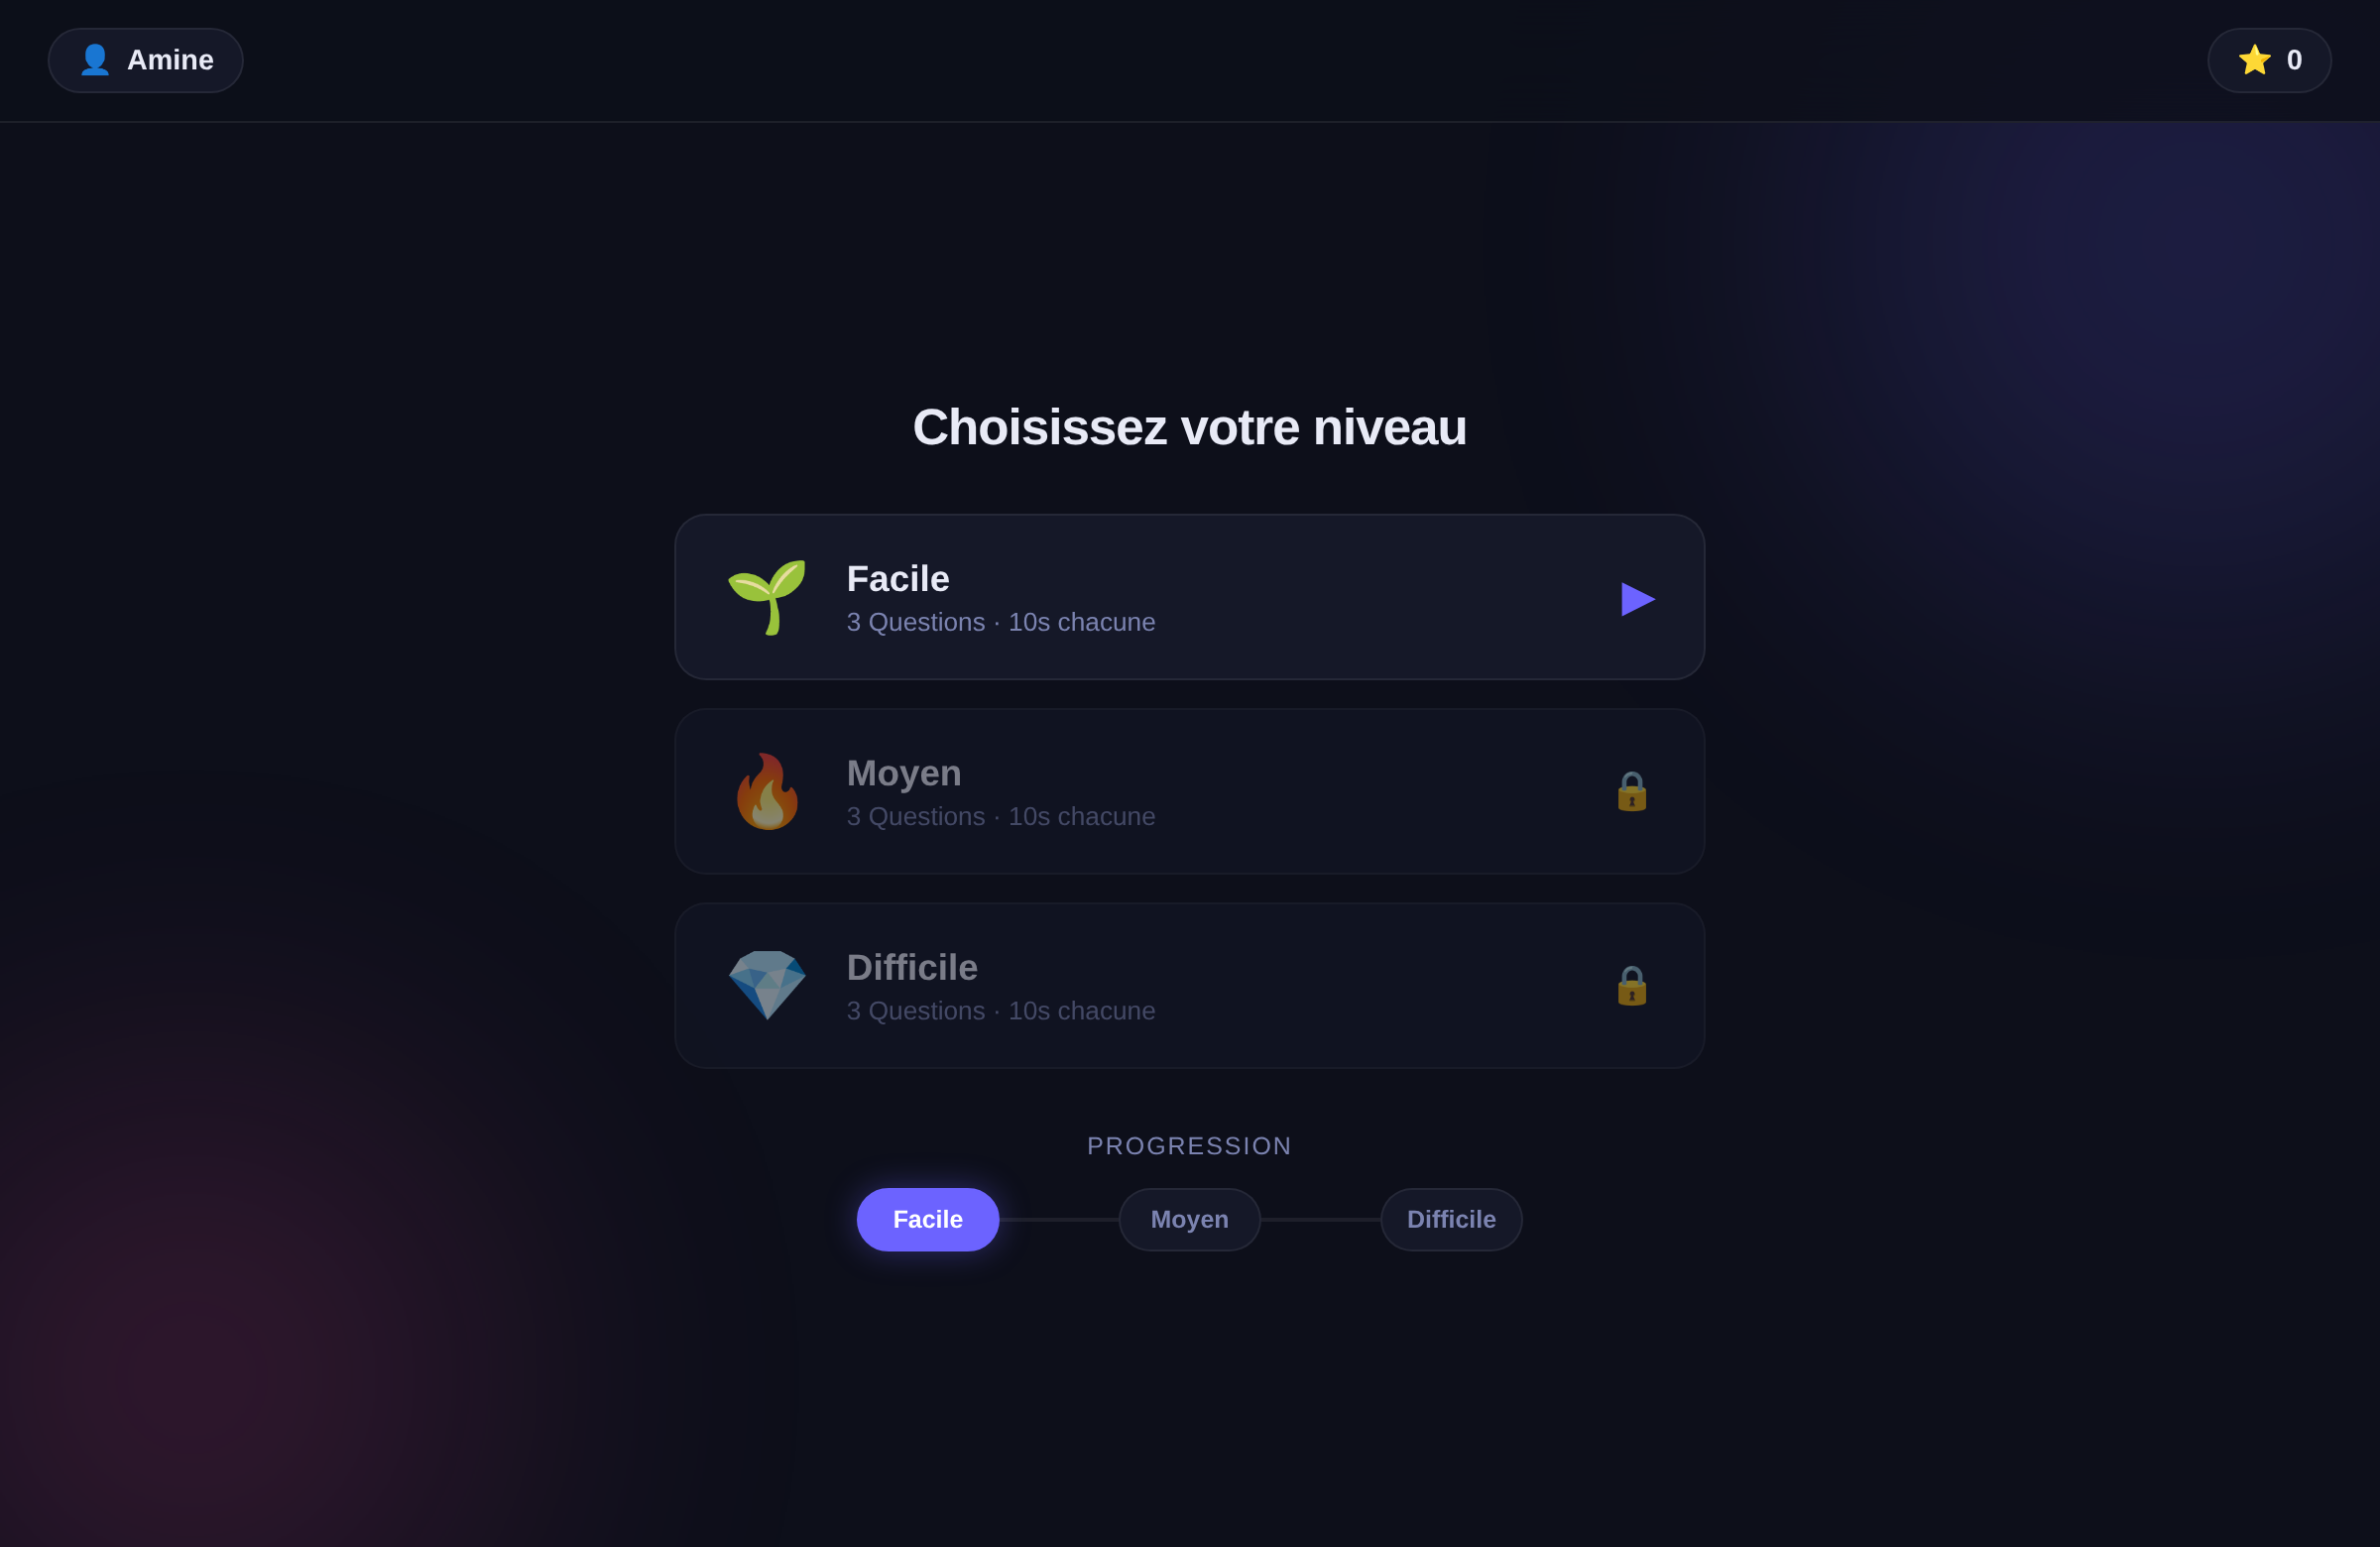 Amine
0
Choisissez votre niveau
Facile
3 Questions · 10s chacune
Moyen
3 Questions · 10s chacune
Difficile
3 Questions · 10s chacune
PROGRESSION
Facile
Moyen
Difficile